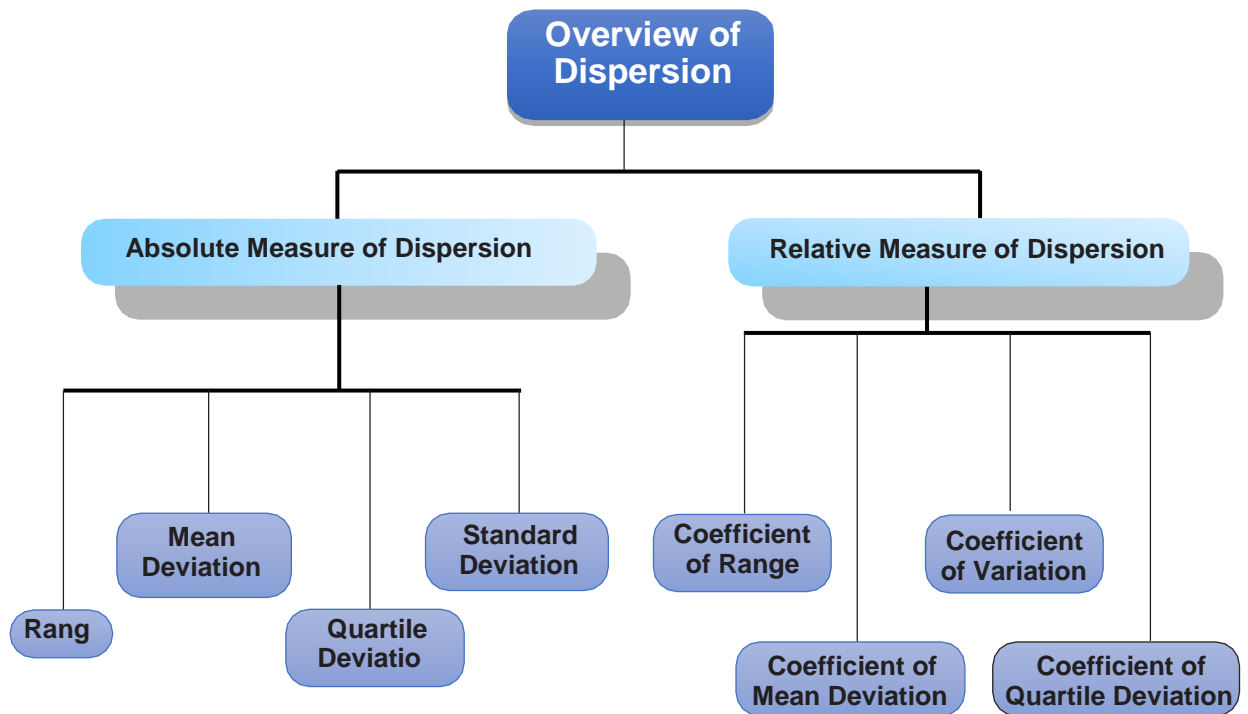 Overview of
Dispersion
Absolute Measure of Dispersion
Relative Measure of Dispersion
Rang
Mean
Deviation
Quartile
Deviatio
Standard
Deviation
Coefficient
of Range
Coefficient of
Mean Deviation
Coefficient
of Variation
Coefficient of
Quartile Deviation